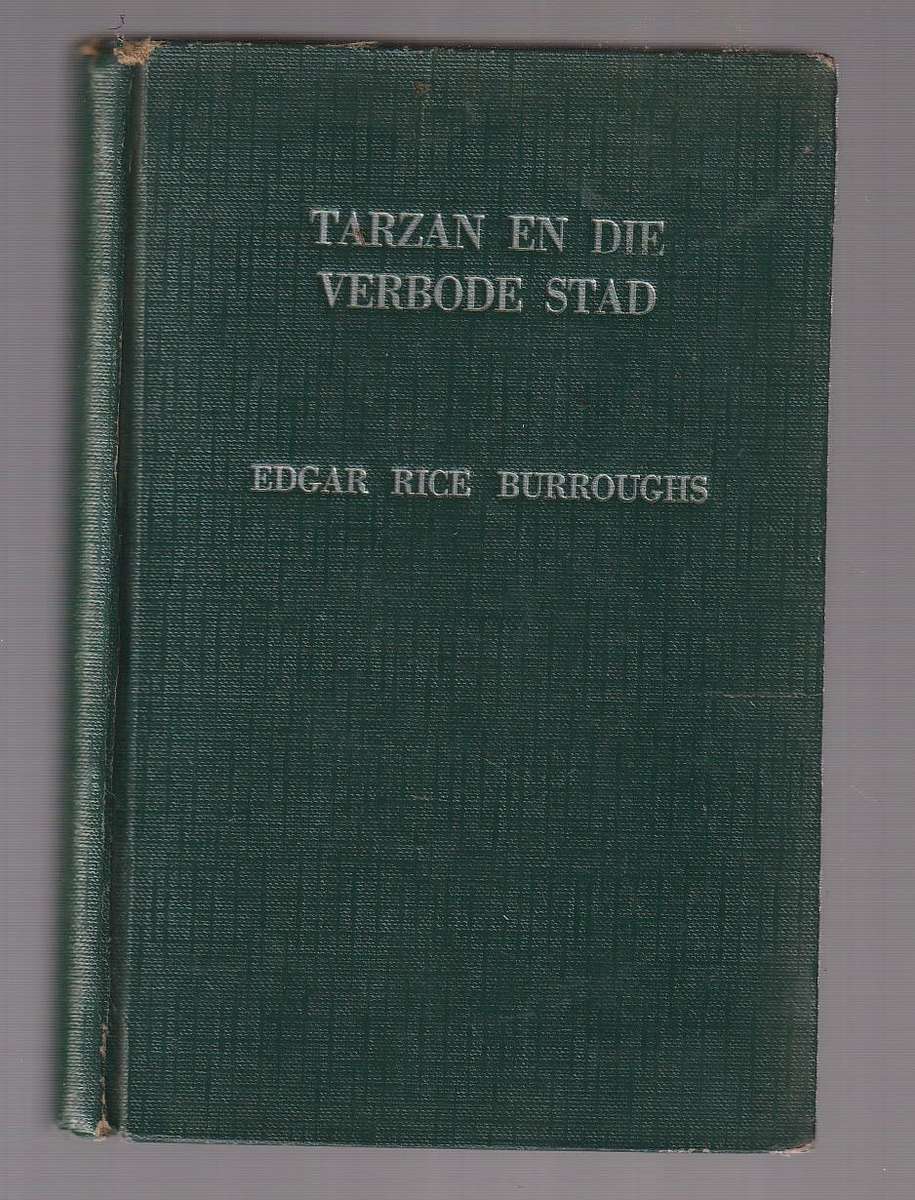 TARZAN EN DIE
VERBODE STAD
EDGAR RICE BURROUGHS